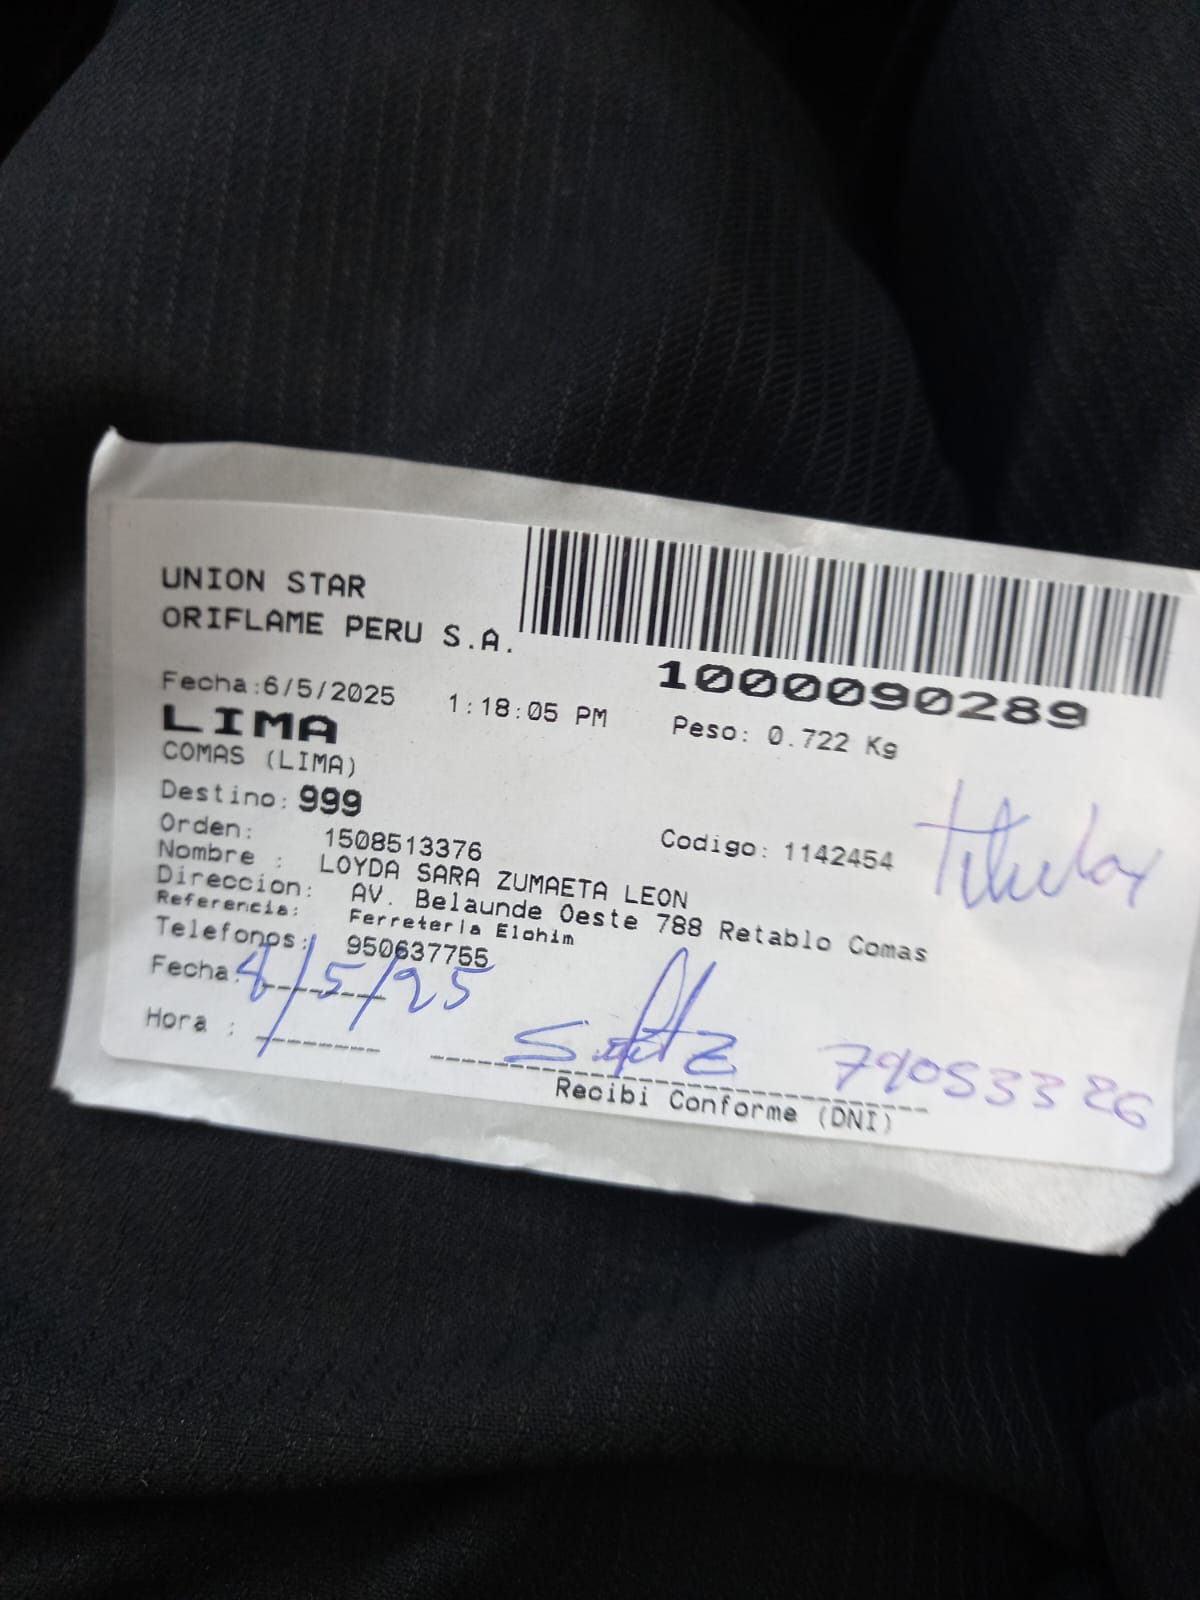 UNION STAR
ORIFLAME PERU S.A.
1000090289
Fecha:6/5/2025 1:18:05 PM Peso: 0.722 Kg
LIMA
COMAS (LIMA)
Destino: 999
Orden: 1508513376 Codigo: 1142454
titular
Nombre : LOYDA SARA ZUMAETA LEON
Direccion: AV. Belaunde Oeste 788 Retablo Comas
Referencia: Ferreteria Elohim
Telefonos: 950637755
Fecha: 8/5/25
Hora :
Recibi Conforme (DNI)